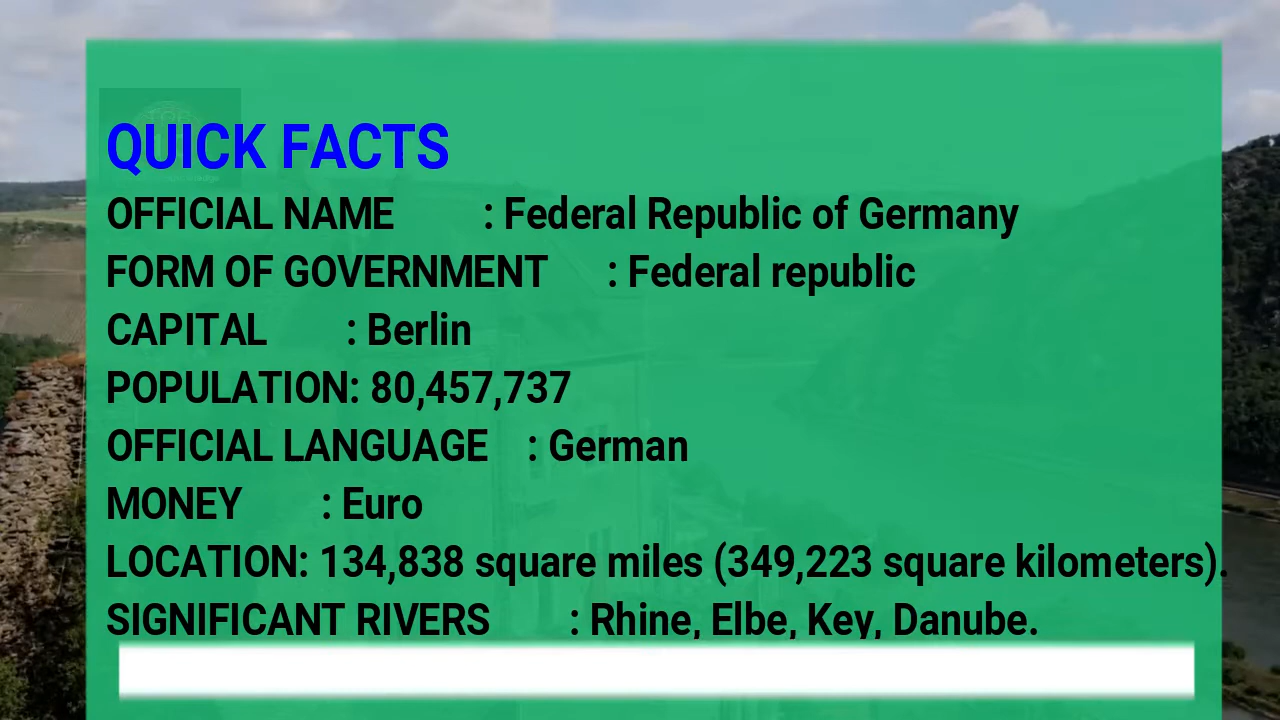 QUICK FACTS
OFFICIAL NAME : Federal Republic of Germany
FORM OF GOVERNMENT : Federal republic
CAPITAL : Berlin
POPULATION: 80,457,737
OFFICIAL LANGUAGE : German
MONEY : Euro
LOCATION: 134,838 square miles (349,223 square kilometers).
SIGNIFICANT RIVERS : Rhine, Elbe, Key, Danube.